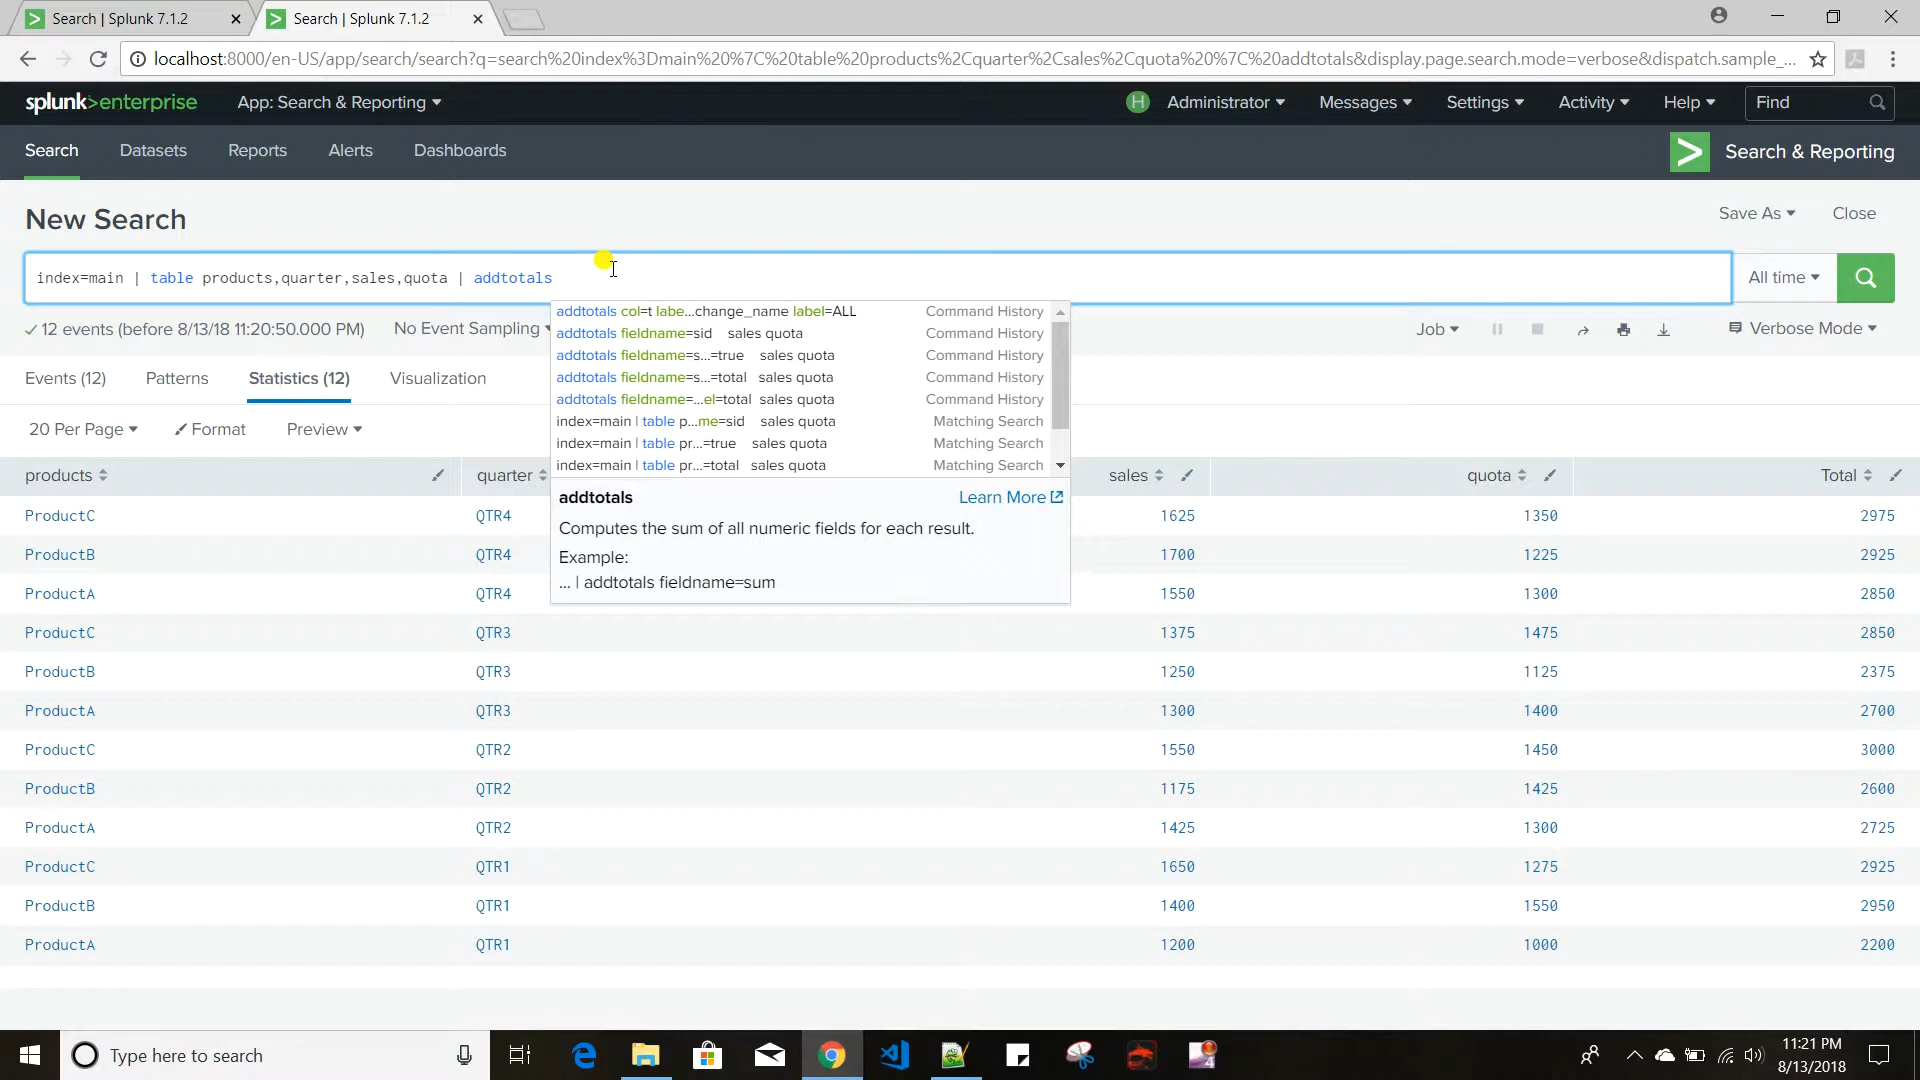 Search | Splunk 7.1.2
Search | Splunk 7.1.2
localhost:8000/en-US/app/search/search?q=search%20index%3Dmain%20%7C%20table%20products%2Cquarter%2Csales%2Cquota%20%7C%20addtotals&display.page.search.mode=verbose&dispatch.sample_...
splunk>enterprise App: Search & Reporting
H Administrator Messages Settings Activity Help Find
Search Datasets Reports Alerts Dashboards
> Search & Reporting
New Search
Save As Close
index=main | table products,quarter,sales,quota | addtotals
All time
12 events (before 8/13/18 11:20:50.000 PM) No Event Sampling
Job Verbose Mode
addtotals col=t labe...change_name label=ALL Command History
addtotals fieldname=sid sales quota Command History
addtotals fieldname=s...=true sales quota Command History
addtotals fieldname=s...=total sales quota Command History
addtotals fieldname=...el=total sales quota Command History
index=main | table p...me=sid sales quota Matching Search
index=main | table pr...=true sales quota Matching Search
index=main | table pr...=total sales quota Matching Search
addtotals Learn More
Computes the sum of all numeric fields for each result.
Example:
... | addtotals fieldname=sum
Events (12) Patterns Statistics (12) Visualization
20 Per Page Format Preview
products quarter sales quota Total
ProductC QTR4 1625 1350 2975
ProductB QTR4 1700 1225 2925
ProductA QTR4 1550 1300 2850
ProductC QTR3 1375 1475 2850
ProductB QTR3 1250 1125 2375
ProductA QTR3 1300 1400 2700
ProductC QTR2 1550 1450 3000
ProductB QTR2 1175 1425 2600
ProductA QTR2 1425 1300 2725
ProductC QTR1 1650 1275 2925
ProductB QTR1 1400 1550 2950
ProductA QTR1 1200 1000 2200
Type here to search
11:21 PM
8/13/2018